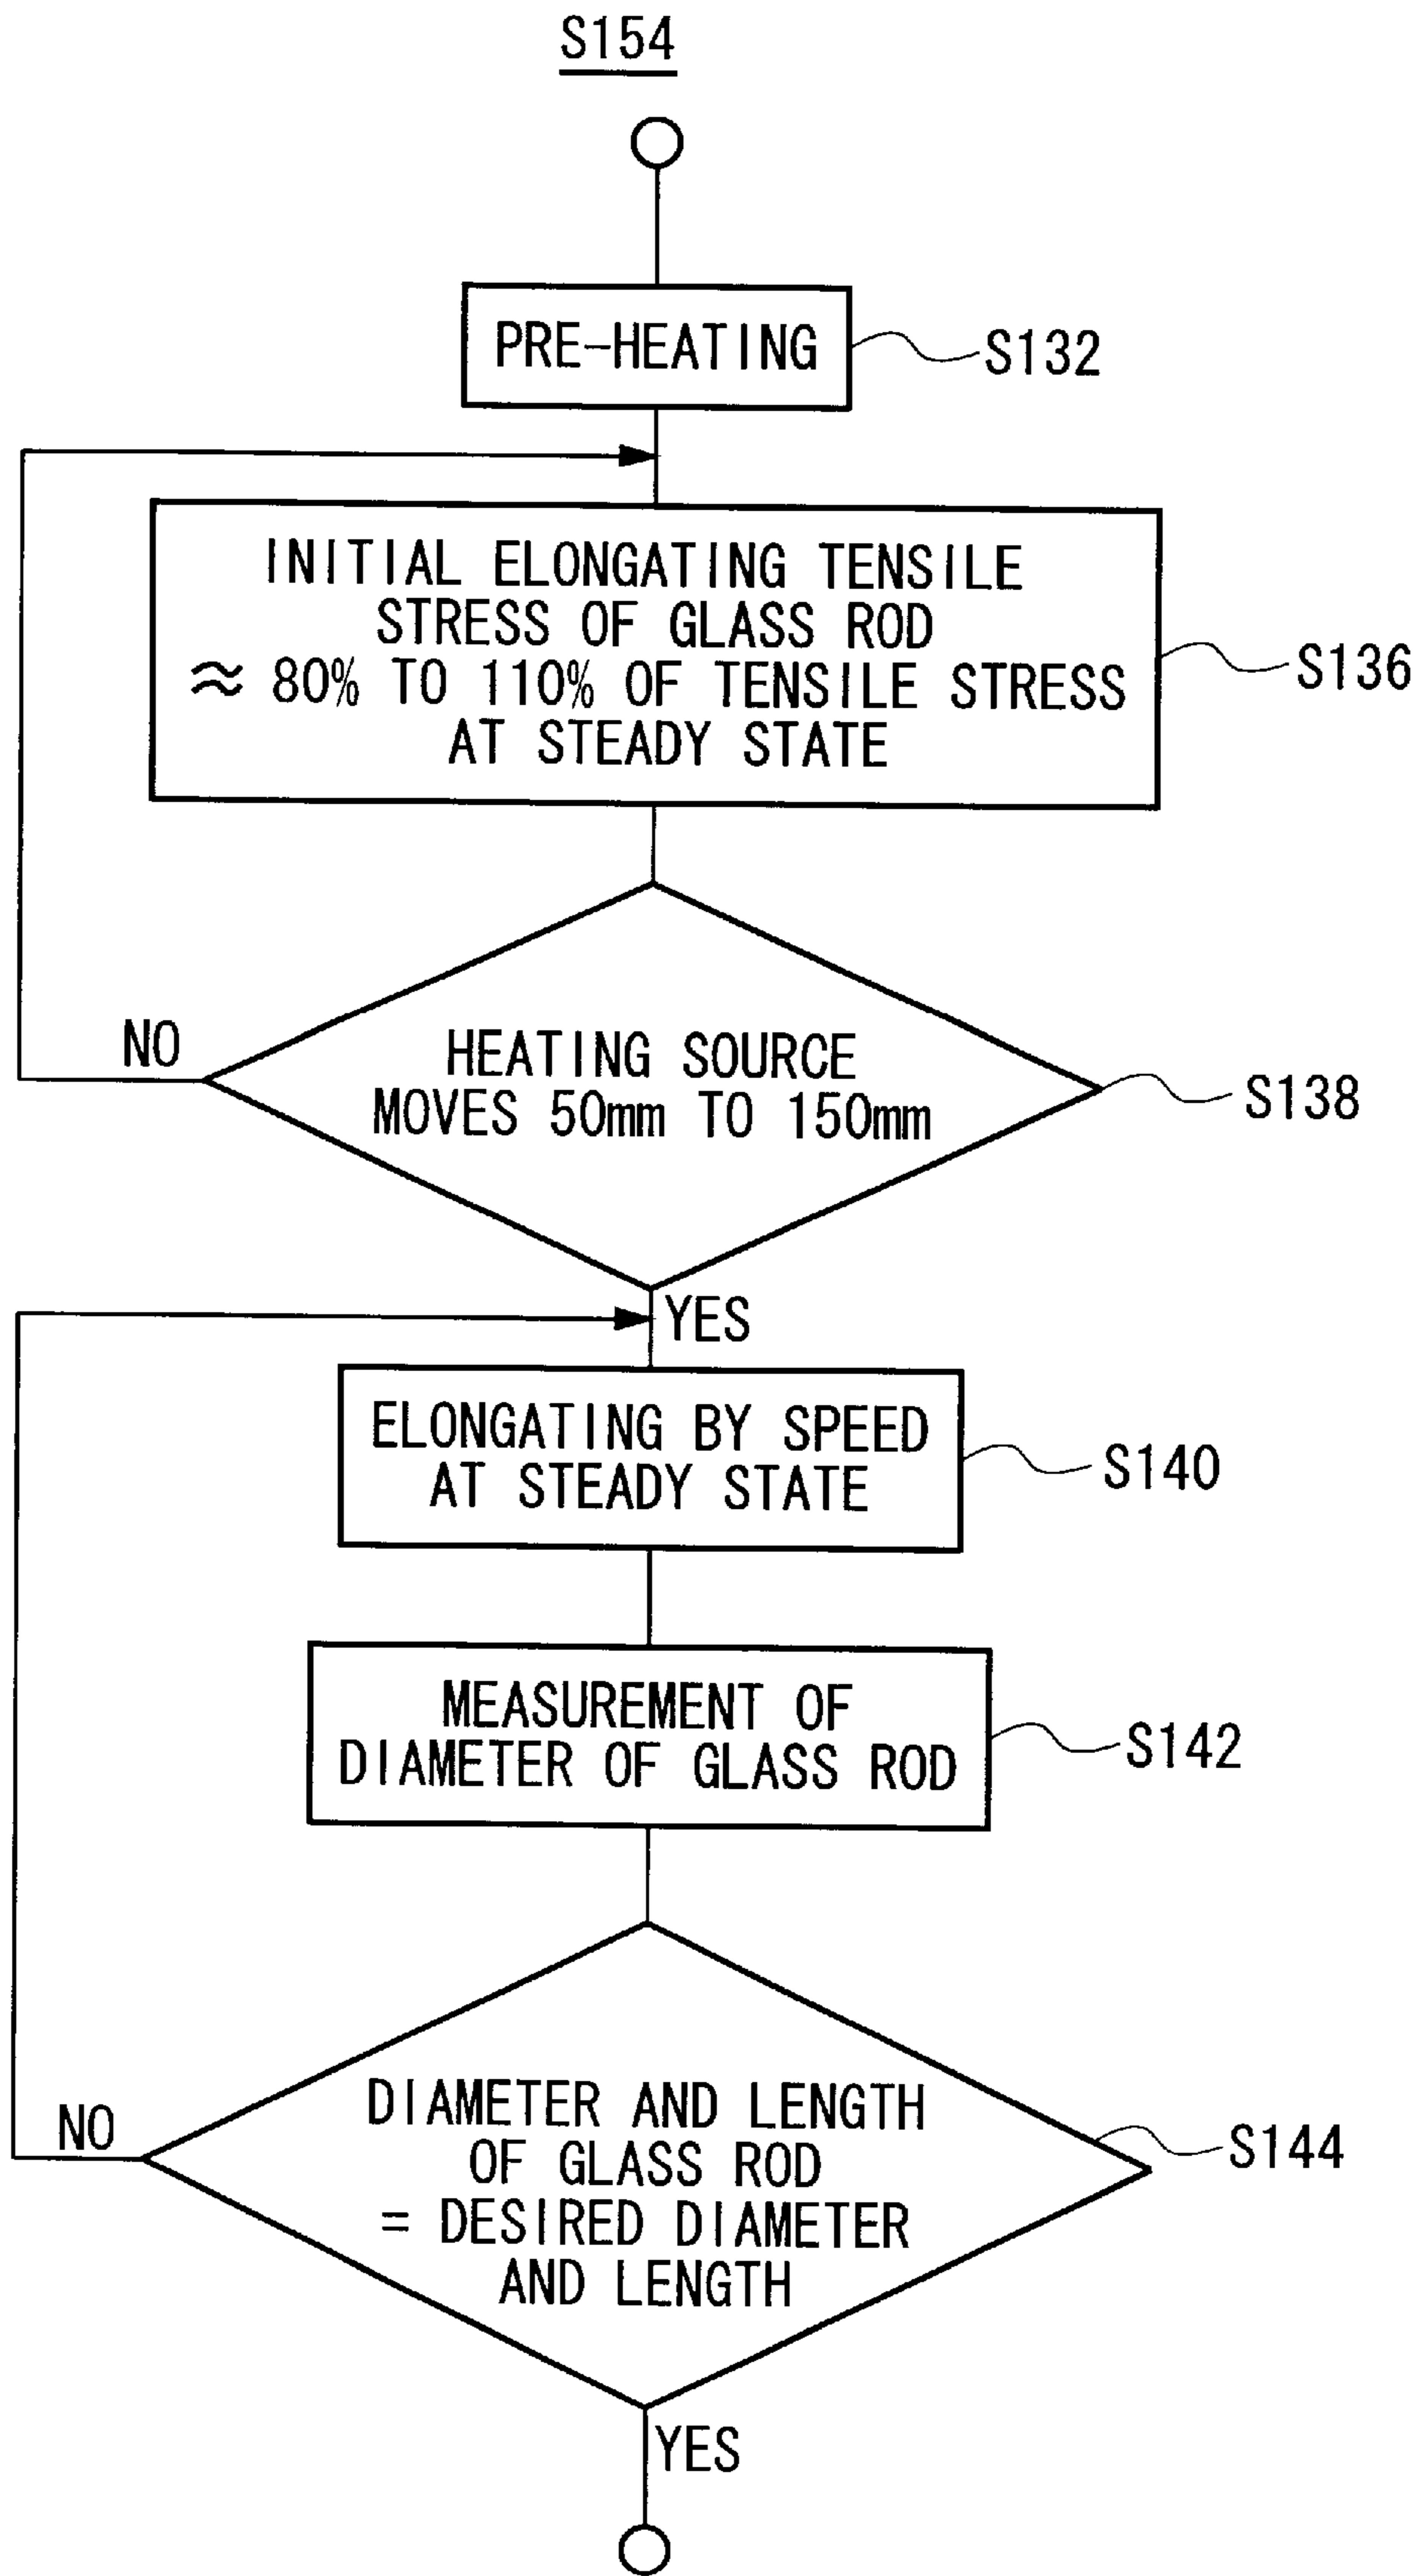 S154
PRE-HEATING
S132
INITIAL ELONGATING TENSILE
STRESS OF GLASS ROD
≈ 80% TO 110% OF TENSILE STRESS
AT STEADY STATE
S136
HEATING SOURCE
MOVES 50mm TO 150mm
NO
S138
YES
ELONGATING BY SPEED
AT STEADY STATE
S140
MEASUREMENT OF
DIAMETER OF GLASS ROD
S142
DIAMETER AND LENGTH
OF GLASS ROD
= DESIRED DIAMETER
AND LENGTH
NO
S144
YES